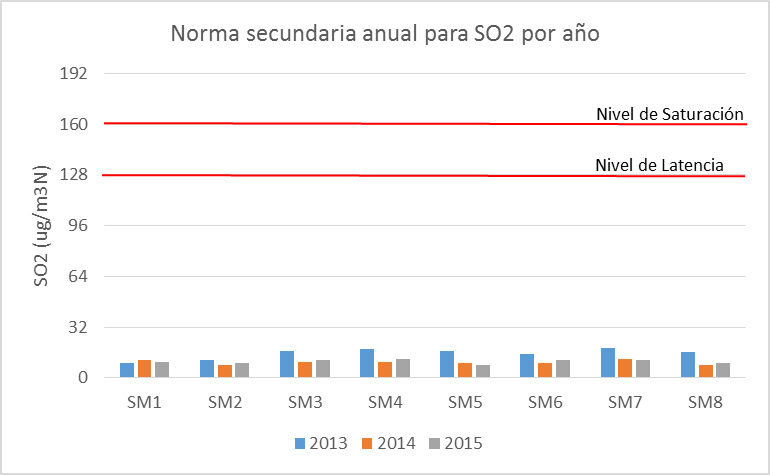 Norma secundaria anual para SO2 por año
192
160
128
96
64
32
0
SO2 (ug/m3N)
Nivel de Saturación
Nivel de Latencia
SM1 SM2 SM3 SM4 SM5 SM6 SM7 SM8
2013 2014 2015